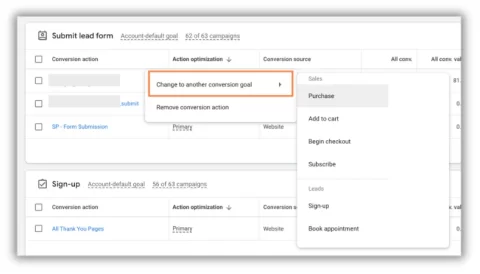 Submit lead form Account-default goal 62 of 63 campaigns
Conversion action Action optimization ↓ Conversion source All conv. All conv. val
Change to another conversion goal
Sales
Purchase
81.
submit
Remove conversion action
0.
Add to cart
SP - Form Submission Primary Website
0.
Begin checkout
Subscribe
Sign-up Account-default goal 56 of 63 campaigns
Leads
Conversion action Action optimization ↓ Conversion s
Sign-up
val
All Thank You Pages Primary Website
Book appointment
0.